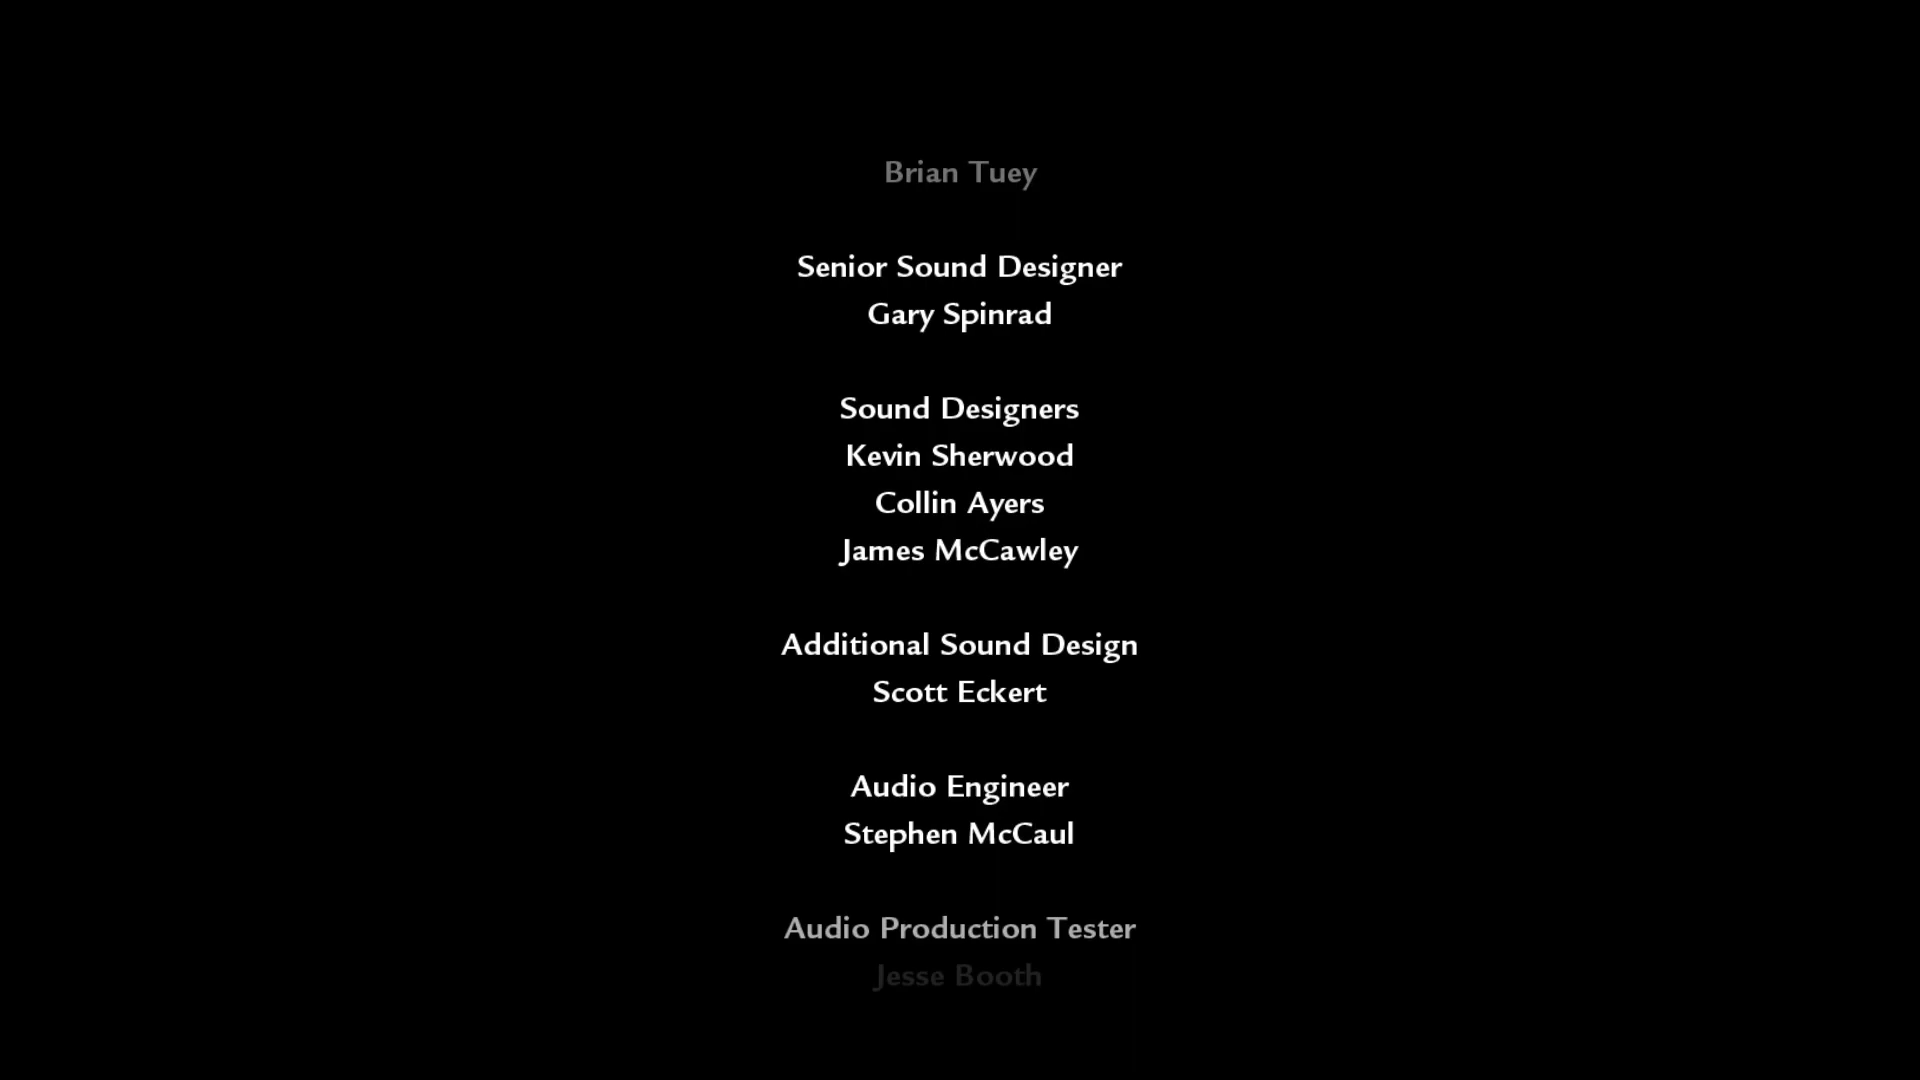 Brian Tuey
Senior Sound Designer
Gary Spinrad
Sound Designers
Kevin Sherwood
Collin Ayers
James McCawley
Additional Sound Design
Scott Eckert
Audio Engineer
Stephen McCaul
Audio Production Tester
Jesse Booth